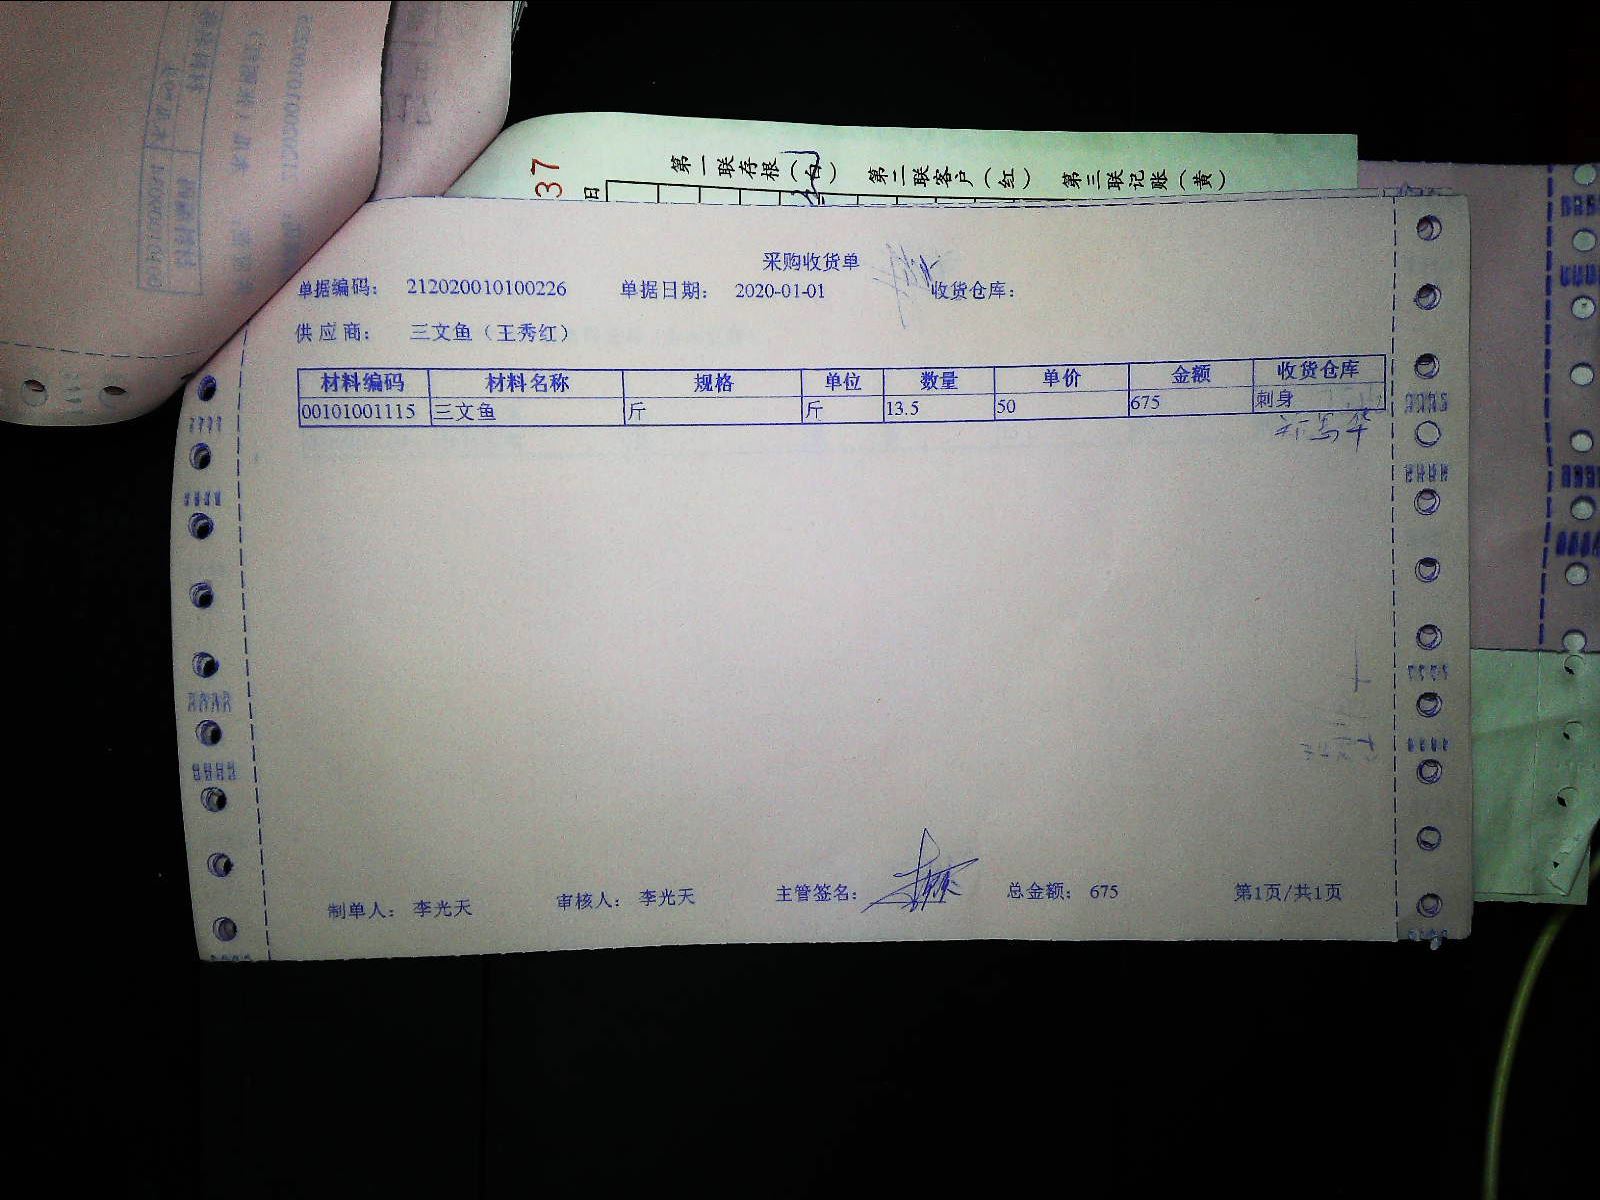 37
日
第一联存根（白） 第二联客户（红） 第三联记账（黄）
采购收货单
单据编码： 212020010100226 单据日期： 2020-01-01 收货仓库：
供应商： 三文鱼（王秀红）
材料编码 材料名称 规格 单位 数量 单价 金额 收货仓库
00101001115 三文鱼 斤 斤 13.5 50 675 刺身
制单人： 李光天 审核人： 李光天 主管签名： 总金额： 675 第1页/共1页